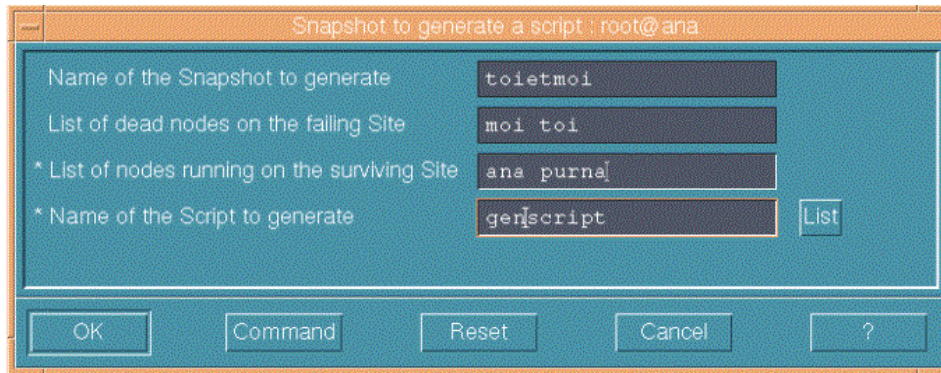 Snapshot to generate a script : root@ana
Name of the Snapshot to generate toietmoi
List of dead nodes on the failing Site moi toi
* List of nodes running on the surviving Site ana purna
* Name of the Script to generate genscript List
OK Command Reset Cancel ?